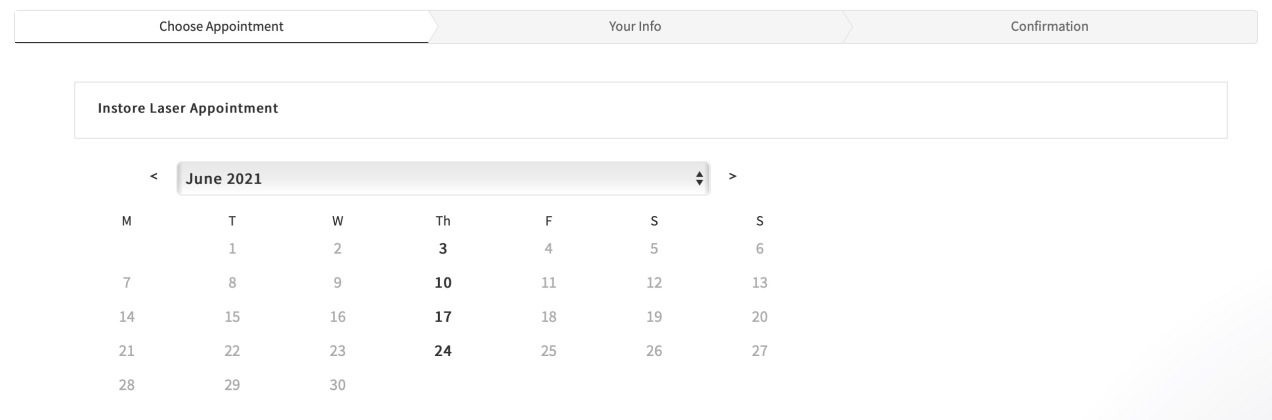 Choose Appointment Your Info Confirmation
Instore Laser Appointment
< June 2021 >
M T W Th F S S
1 2 3 4 5 6
7 8 9 10 11 12 13
14 15 16 17 18 19 20
21 22 23 24 25 26 27
28 29 30